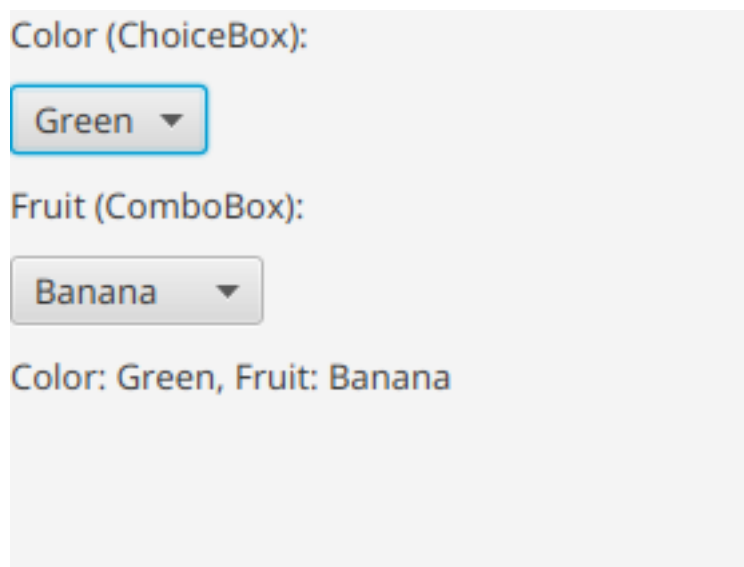 Color (ChoiceBox):
Green
Fruit (ComboBox):
Banana
Color: Green, Fruit: Banana